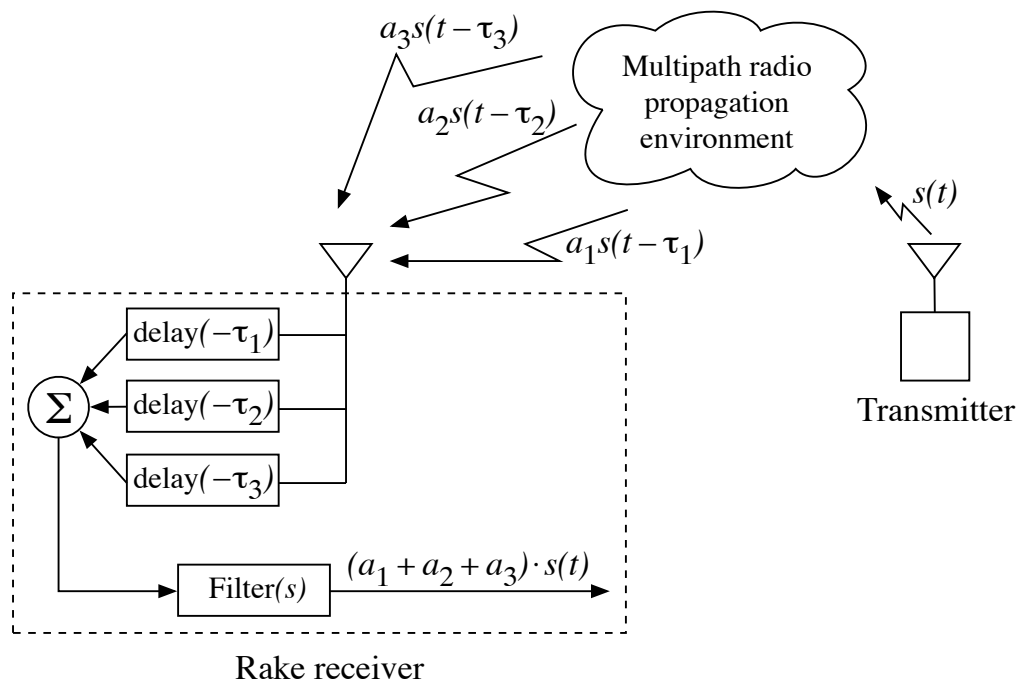 a₃s(t−τ₃)
Multipath radio
propagation
environment
a₂s(t−τ₂)
s(t)
a₁s(t−τ₁)
delay(−τ₁)
delay(−τ₂)
Σ
Transmitter
delay(−τ₃)
(a₁+a₂+a₃)·s(t)
Filter(s)
Rake receiver